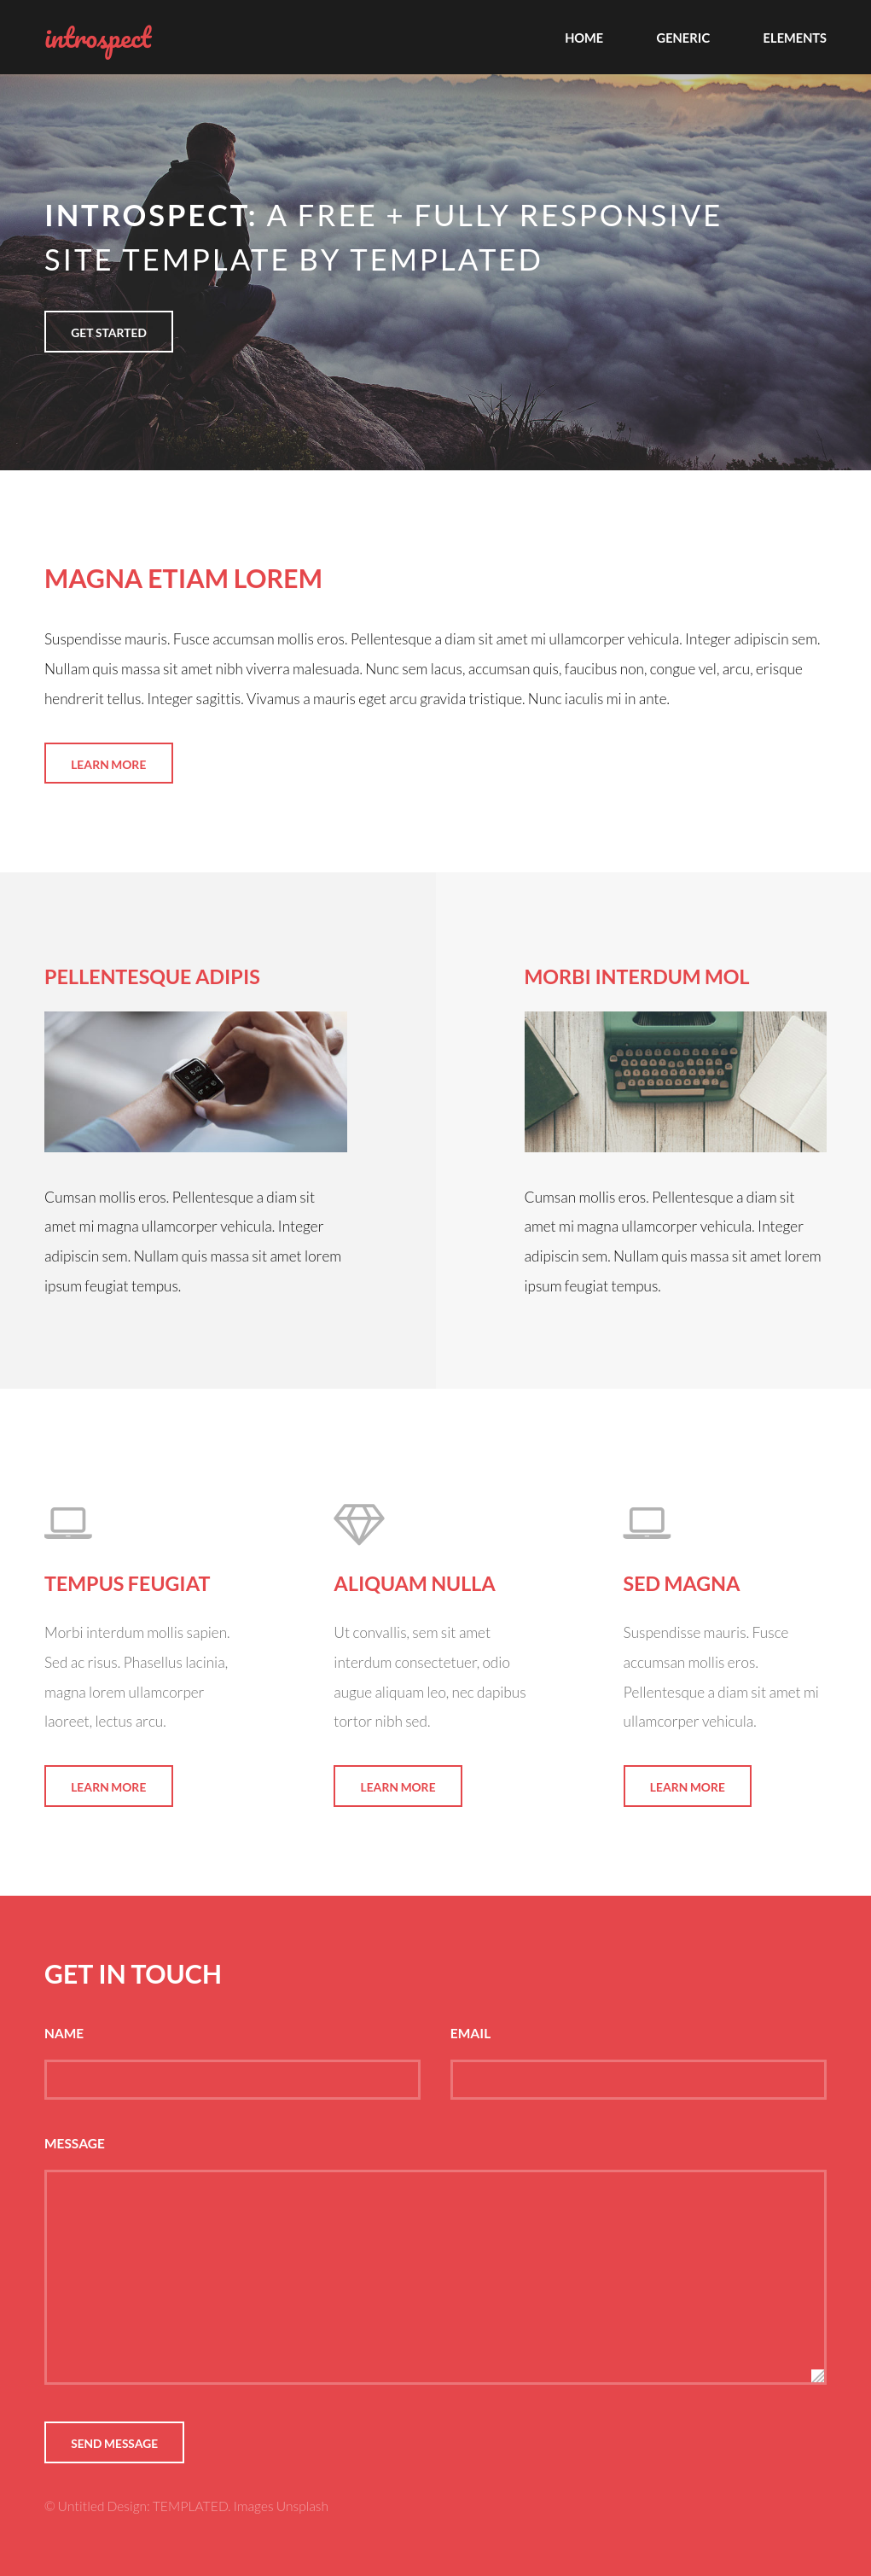 introspect
HOME GENERIC ELEMENTS
INTROSPECT: A FREE + FULLY RESPONSIVE
SITE TEMPLATE BY TEMPLATED
GET STARTED
MAGNA ETIAM LOREM
Suspendisse mauris. Fusce accumsan mollis eros. Pellentesque a diam sit amet mi ullamcorper vehicula. Integer adipiscin sem.
Nullam quis massa sit amet nibh viverra malesuada. Nunc sem lacus, accumsan quis, faucibus non, congue vel, arcu, erisque
hendrerit tellus. Integer sagittis. Vivamus a mauris eget arcu gravida tristique. Nunc iaculis mi in ante.
LEARN MORE
PELLENTESQUE ADIPIS
Cumsan mollis eros. Pellentesque a diam sit
amet mi magna ullamcorper vehicula. Integer
adipiscin sem. Nullam quis massa sit amet lorem
ipsum feugiat tempus.
MORBI INTERDUM MOL
Cumsan mollis eros. Pellentesque a diam sit
amet mi magna ullamcorper vehicula. Integer
adipiscin sem. Nullam quis massa sit amet lorem
ipsum feugiat tempus.
TEMPUS FEUGIAT
Morbi interdum mollis sapien.
Sed ac risus. Phasellus lacinia,
magna lorem ullamcorper
laoreet, lectus arcu.
LEARN MORE
ALIQUAM NULLA
Ut convallis, sem sit amet
interdum consectetuer, odio
augue aliquam leo, nec dapibus
tortor nibh sed.
LEARN MORE
SED MAGNA
Suspendisse mauris. Fusce
accumsan mollis eros.
Pellentesque a diam sit amet mi
ullamcorper vehicula.
LEARN MORE
GET IN TOUCH
NAME
EMAIL
MESSAGE
SEND MESSAGE
© Untitled Design: TEMPLATED. Images Unsplash